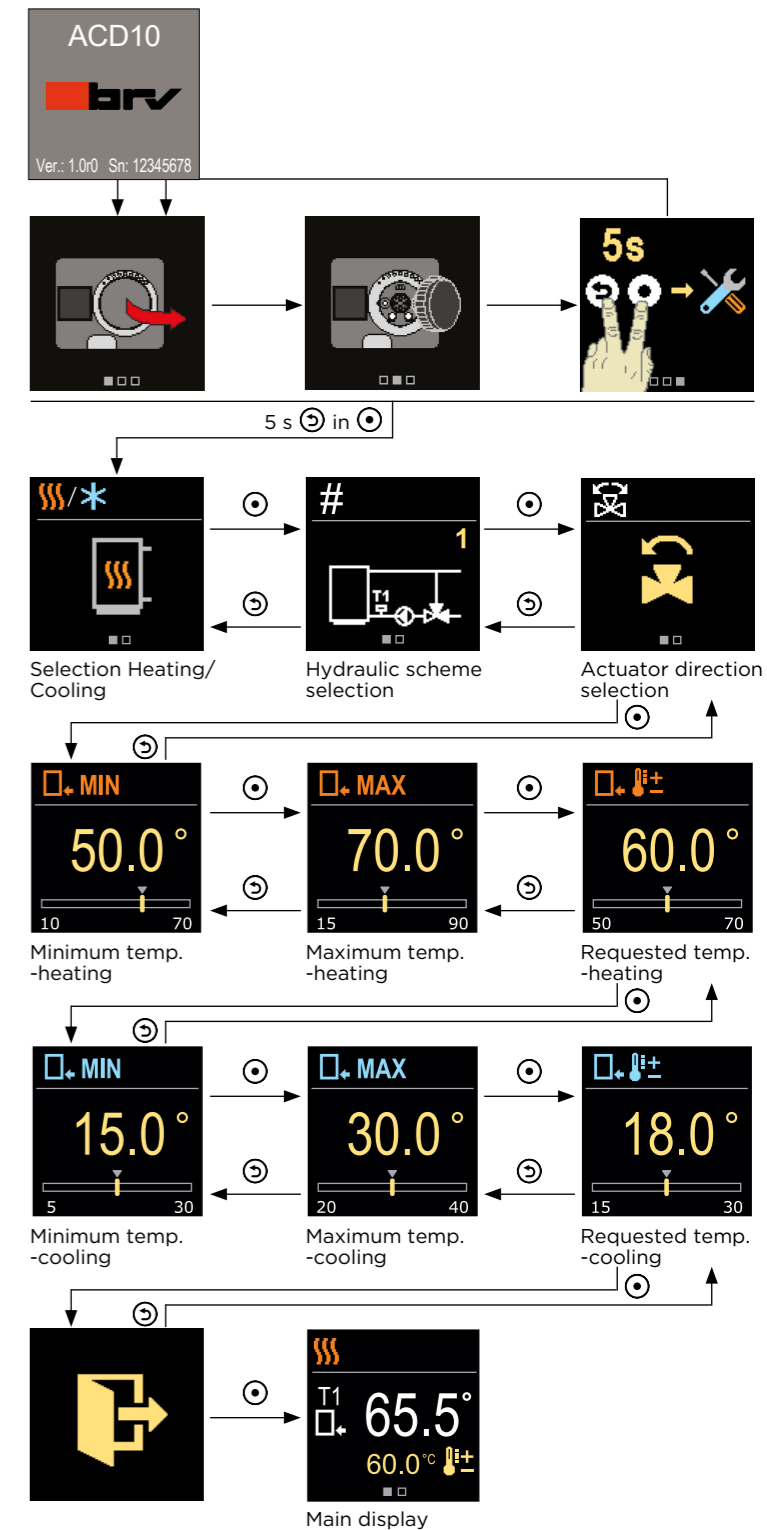 ACD10
brv
Ver.: 1.0r0 Sn: 12345678
5s
5 s in
/
#
1
T1
Selection Heating/
Cooling
Hydraulic scheme
selection
Actuator direction
selection
MIN
MAX
50.0°
70.0°
60.0°
10 70
15 90
50 70
Minimum temp.
-heating
Maximum temp.
-heating
Requested temp.
-heating
MIN
MAX
15.0°
30.0°
18.0°
5 30
20 40
15 30
Minimum temp.
-cooling
Maximum temp.
-cooling
Requested temp.
-cooling
T1
65.5°
60.0°C
Main display